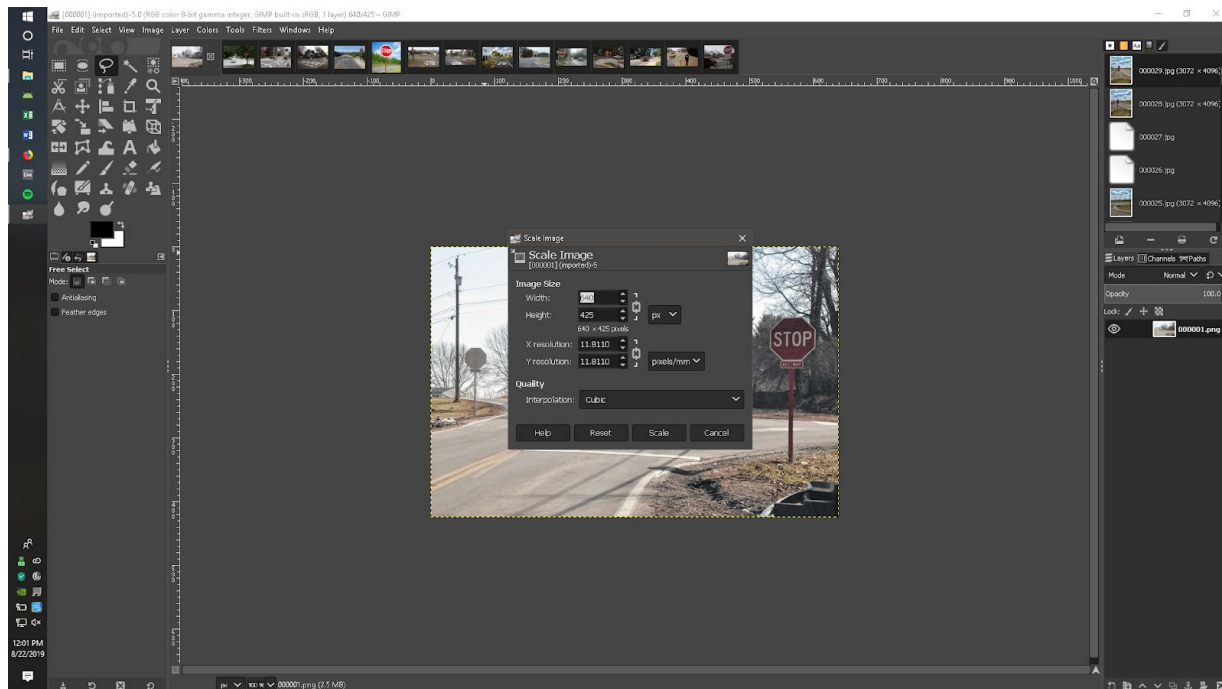 [000001] (imported)-5.0 (RGB color 8-bit gamma integer, GIMP built-in sRGB, 1 layer) 640x425 – GIMP
File Edit Select View Image Layer Colors Tools Filters Windows Help
000029.jpg (3072 × 4096)
000028.jpg (3072 × 4096)
000027.jpg
000026.jpg
000025.jpg (3072 × 4096)
Free Select
Mode:
Antialiasing
Feather edges
Scale Image
Scale Image
[000001] (imported)-5
Image Size
Width: 640
Height: 425 px
640 × 425 pixels
X resolution: 11.8110
Y resolution: 11.8110 pixels/mm
Quality
Interpolation: Cubic
Help Reset Scale Cancel
STOP
ALL WAY
Layers Channels Paths
Mode Normal
Opacity 100.0
Lock:
000001.png
12:01 PM
8/22/2019
px 100 % 000001.png (2.5 MB)